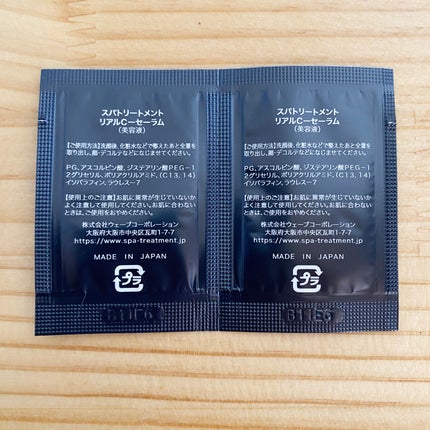 スパトリートメント
リアルC－セーラム
(美容液)
【ご使用方法】洗顔後、化粧水などで整えたあと全量を
取り出し、顔・デコルテなどになじませてください。
PG、アスコルビン酸、ジステアリン酸PEG－1
2グリセリル、ポリアクリルアミド、(C13，14)
イソパラフィン、ラウレス－7
【使用上のご注意】お肌に異常が生じていないか
よく注意して使用してください。お肌に合わない
ときは、ご使用をおやめください。
株式会社ウェーブコーポレーション
大阪府大阪市中央区瓦町1-7-7
https://www.spa-treatment.jp
MADE IN JAPAN
プラ
B11E6
スパトリートメント
リアルC－セーラム
(美容液)
【ご使用方法】洗顔後、化粧水などで整えたあと全量を
取り出し、顔・デコルテなどになじませてください。
PG、アスコルビン酸、ジステアリン酸PEG－1
2グリセリル、ポリアクリルアミド、(C13，14)
イソパラフィン、ラウレス－7
【使用上のご注意】お肌に異常が生じていないか
よく注意して使用してください。お肌に合わない
ときは、ご使用をおやめください。
株式会社ウェーブコーポレーション
大阪府大阪市中央区瓦町1-7-7
https://www.spa-treatment.jp
MADE IN JAPAN
プラ
B11E6